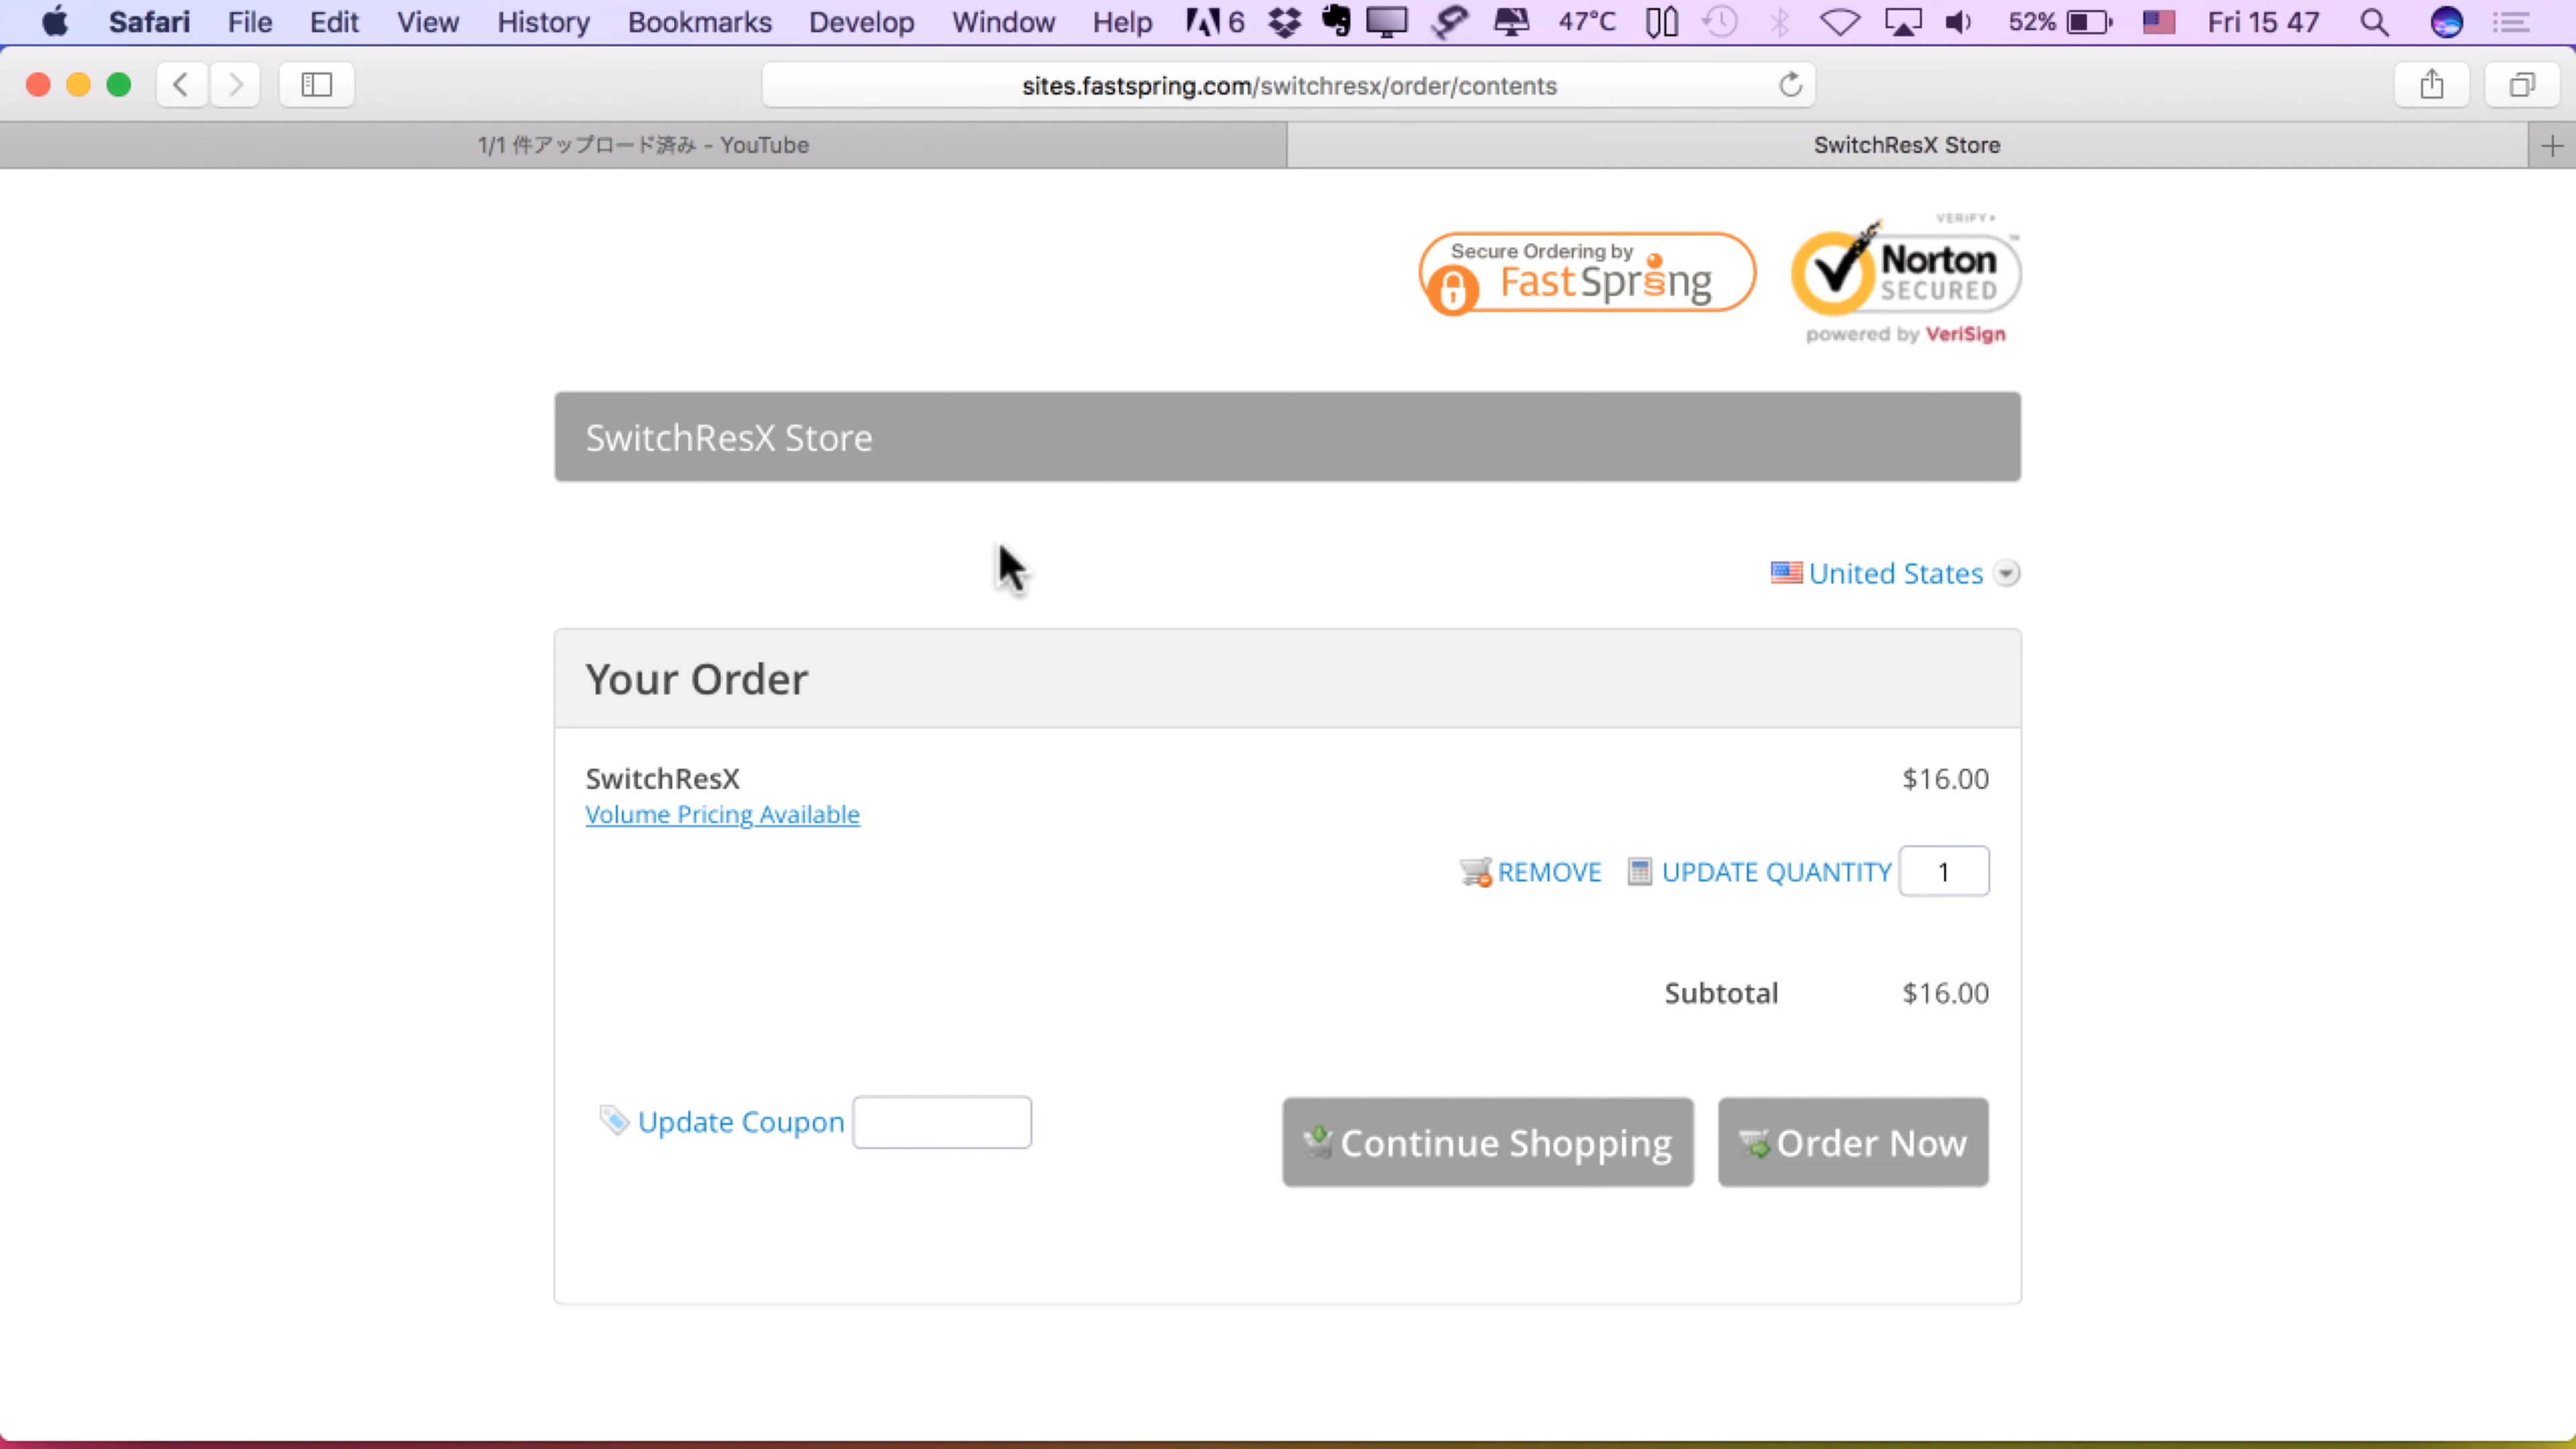 Safari File Edit View History Bookmarks Develop Window Help 6 47°C 52% Fri 15 47
sites.fastspring.com/switchresx/order/contents
1/1 件アップロード済み - YouTube
SwitchResX Store
VERIFY
Secure Ordering by
FastSpring
Norton
SECURED
™
powered by VeriSign
SwitchResX Store
United States
Your Order
SwitchResX $16.00
Volume Pricing Available
REMOVE UPDATE QUANTITY 1
Subtotal $16.00
Update Coupon
Continue Shopping
Order Now